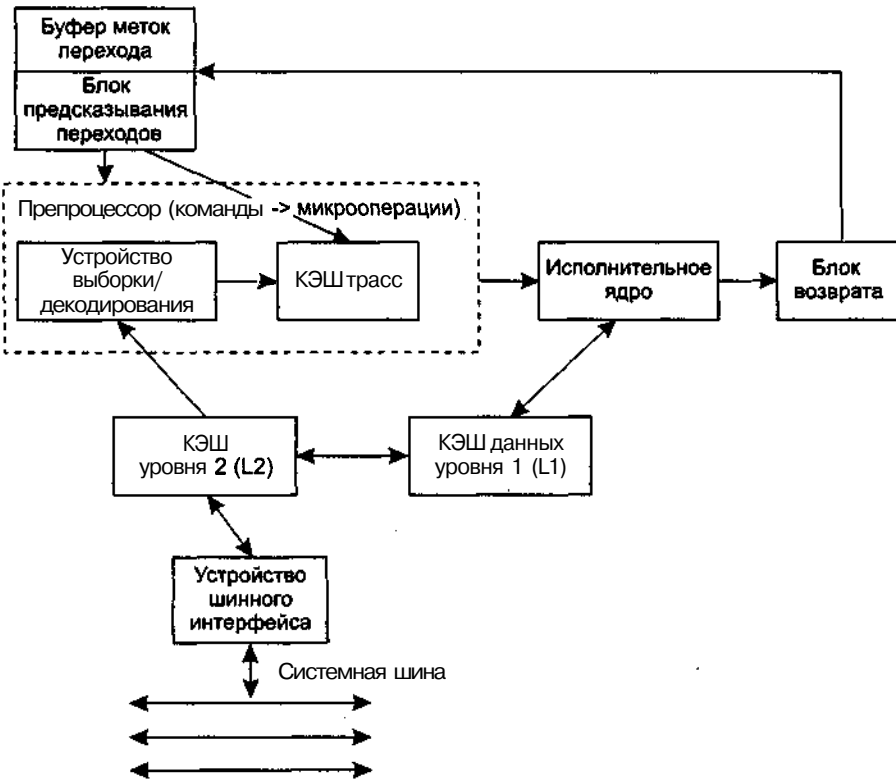 Буфер меток
перехода
Блок
предсказывания
переходов
Препроцессор (команды -> микрооперации)
Устройство
выборки/
декодирования
КЭШ трасс
Исполнительное
ядро
Блок
возврата
КЭШ
уровня 2 (L2)
КЭШ данных
уровня 1 (L1)
Устройство
шинного
интерфейса
Системная шина